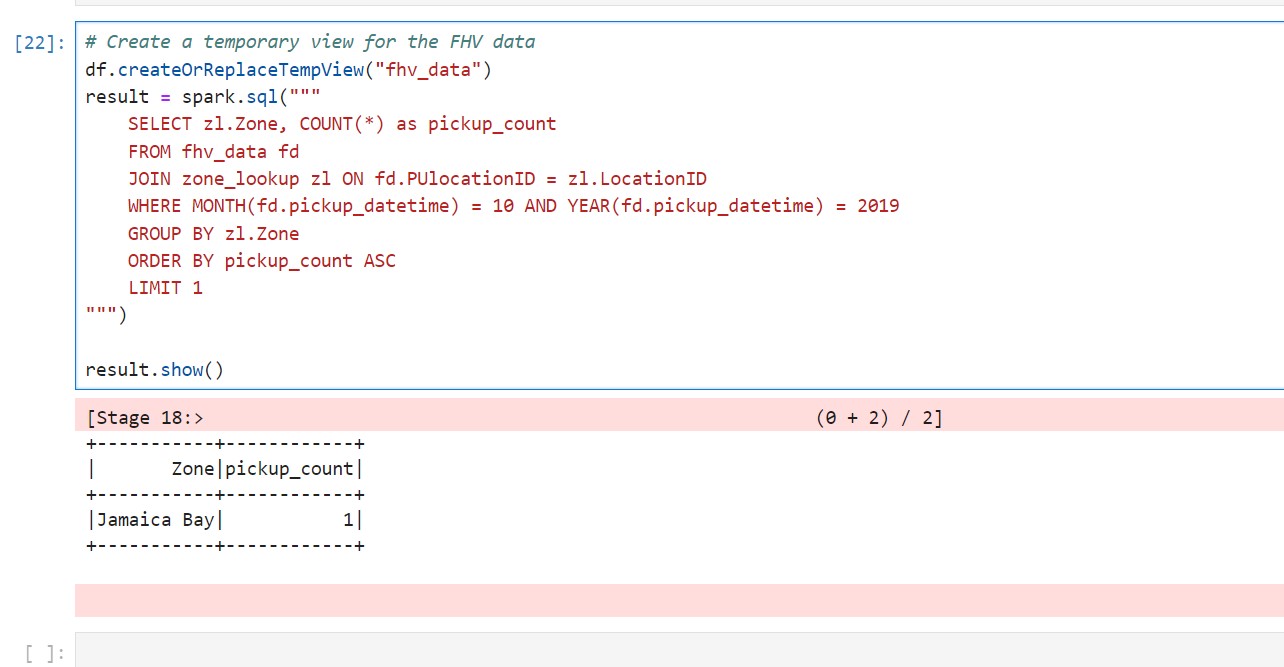 [22]: # Create a temporary view for the FHV data
df.createOrReplaceTempView("fhv_data")
result = spark.sql("""
    SELECT zl.Zone, COUNT(*) as pickup_count
    FROM fhv_data fd
    JOIN zone_lookup zl ON fd.PUlocationID = zl.LocationID
    WHERE MONTH(fd.pickup_datetime) = 10 AND YEAR(fd.pickup_datetime) = 2019
    GROUP BY zl.Zone
    ORDER BY pickup_count ASC
    LIMIT 1
""")
result.show()
[Stage 18:>                                                         (0 + 2) / 2]
+-----------+------------+
|       Zone|pickup_count|
+-----------+------------+
|Jamaica Bay|           1|
+-----------+------------+
[ ]: